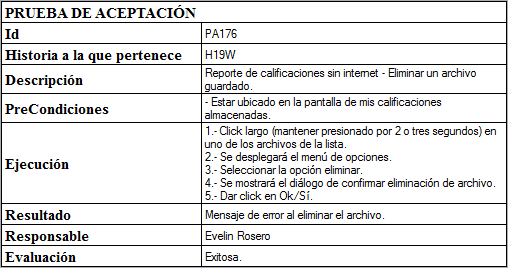 PRUEBA DE ACEPTACIÓN
Id PA176
Historia a la que pertenece H19W
Descripción Reporte de calificaciones sin internet - Eliminar un archivo
guardado.
PreCondiciones - Estar ubicado en la pantalla de mis calificaciones
almacenadas.
Ejecución 1.- Click largo (mantener presionado por 2 o tres segundos) en
uno de los archivos de la lista.
2.- Se desplegará el menú de opciones.
3.- Seleccionar la opción eliminar.
4.- Se mostrará el diálogo de confirmar eliminación de archivo.
5.- Dar click en Ok/Sí.
Resultado Mensaje de error al eliminar el archivo.
Responsable Evelin Rosero
Evaluación Exitosa.